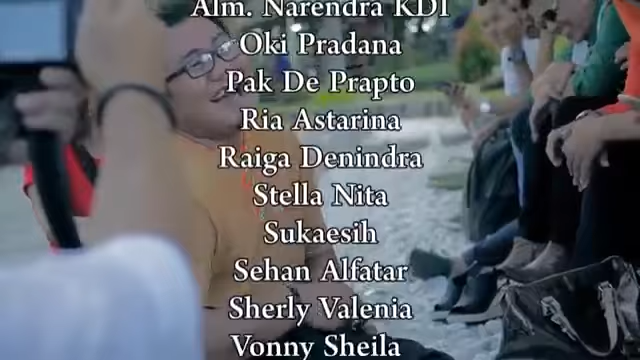 Alm. Narendra KDI
Oki Pradana
Pak De Prapto
Ria Astarina
Raiga Denindra
Stella Nita
Sukaesih
Sehan Alfatar
Sherly Valenia
Vonny Sheila